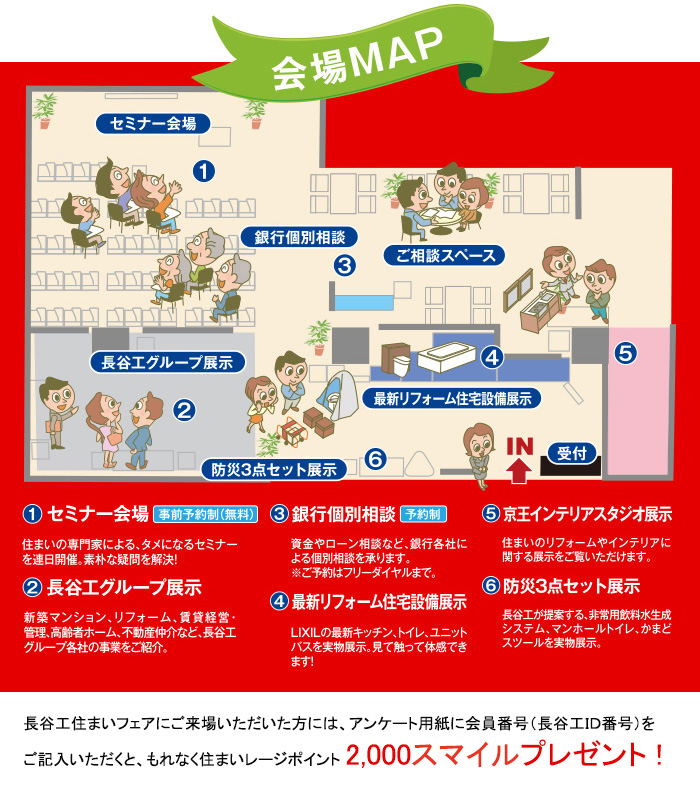 会場MAP
セミナー会場
1
銀行個別相談
3
ご相談スペース
長谷工グループ展示
2
4
最新リフォーム住宅設備展示
5
防災3点セット展示
6
IN
受付
1 セミナー会場 事前予約制(無料)
住まいの専門家による、タメになるセミナー
を連日開催。素朴な疑問を解決!
2 長谷工グループ展示
新築マンション、リフォーム、賃貸経営・
管理、高齢者ホーム、不動産仲介など、長谷工
グループ各社の事業をご紹介。
3 銀行個別相談 予約制
資金やローン相談など、銀行各社に
よる個別相談を承ります。
※ご予約はフリーダイヤルまで。
4 最新リフォーム住宅設備展示
LIXILの最新キッチン、トイレ、ユニット
バスを実物展示。見て触って体感でき
ます!
5 京王インテリアスタジオ展示
住まいのリフォームやインテリアに
関する展示をご覧いただけます。
6 防災3点セット展示
長谷工が提案する、非常用飲料水生成
システム、マンホールトイレ、かまど
スツールを実物展示。
長谷工住まいフェアにご来場いただいた方には、アンケート用紙に会員番号(長谷工ID番号)を
ご記入いただくと、もれなく住まいレージポイント 2,000スマイルプレゼント!